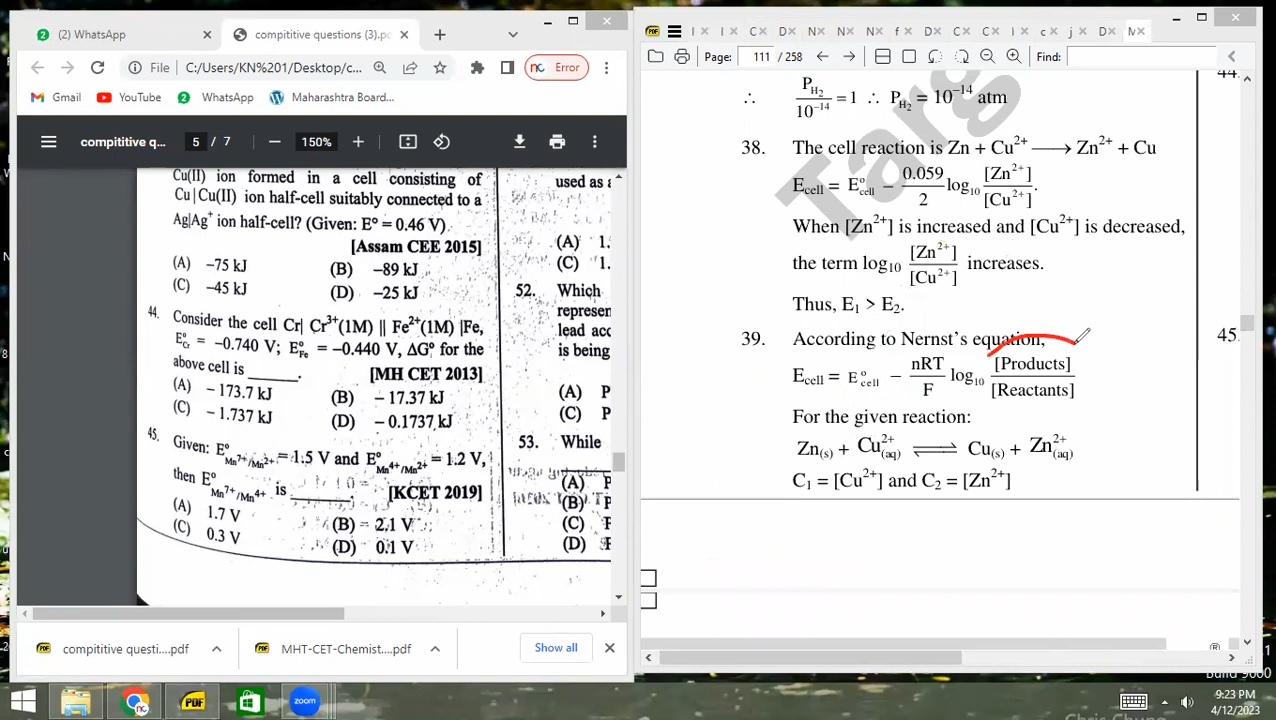 (2) WhatsApp
compititive questions (3).pdf
File
C:/Users/KN%201/Desktop/c...
Error
Gmail
YouTube
WhatsApp
Maharashtra Board...
compititive q...
5 / 7
150%
Cu(II) ion formed in a cell consisting of
Cu|Cu(II) ion half-cell suitably connected to a
Ag|Ag⁺ ion half-cell? (Given: E° = 0.46 V)
[Assam CEE 2015]
(A) –75 kJ
(B) –89 kJ
(C) –45 kJ
(D) –25 kJ
44. Consider the cell Cr| Cr³⁺(1M) || Fe²⁺(1M) |Fe,
E°Cr = –0.740 V; E°Fe = –0.440 V, ΔG° for the
above cell is ______.
[MH CET 2013]
(A) – 173.7 kJ
(B) – 17.37 kJ
(C) – 1.737 kJ
(D) – 0.1737 kJ
45. Given: E°Mn⁷⁺/Mn²⁺ = 1.5 V and E°Mn⁴⁺/Mn²⁺ = 1.2 V,
then E°Mn⁷⁺/Mn⁴⁺ is ______.
[KCET 2019]
(A) 1.7 V
(B) 2.1 V
(C) 0.3 V
(D) 0.1 V
used as a
(A) 1.
(C) 1.
52. Which
represen
lead acc
is being
(A) P
(C) P
53. While
(A) P
(B) F
(C) F
(D) F
compititive questi....pdf
MHT-CET-Chemist....pdf
Show all
Page: 111 / 258
Find:
44
∴ P_H₂/10⁻¹⁴ = 1 ∴ P_H₂ = 10⁻¹⁴ atm
38. The cell reaction is Zn + Cu²⁺ ⟶ Zn²⁺ + Cu
Ecell = E°cell – 0.059/2 log₁₀ [Zn²⁺]/[Cu²⁺].
When [Zn²⁺] is increased and [Cu²⁺] is decreased,
the term log₁₀ [Zn²⁺]/[Cu²⁺] increases.
Thus, E₁ > E₂.
39. According to Nernst's equation,
45.
Ecell = E°cell – nRT/F log₁₀ [Products]/[Reactants]
For the given reaction:
Zn(s) + Cu²⁺(aq) ⇌ Cu(s) + Zn²⁺(aq)
C₁ = [Cu²⁺] and C₂ = [Zn²⁺]
Targ
zoom
9:23 PM
4/12/2023